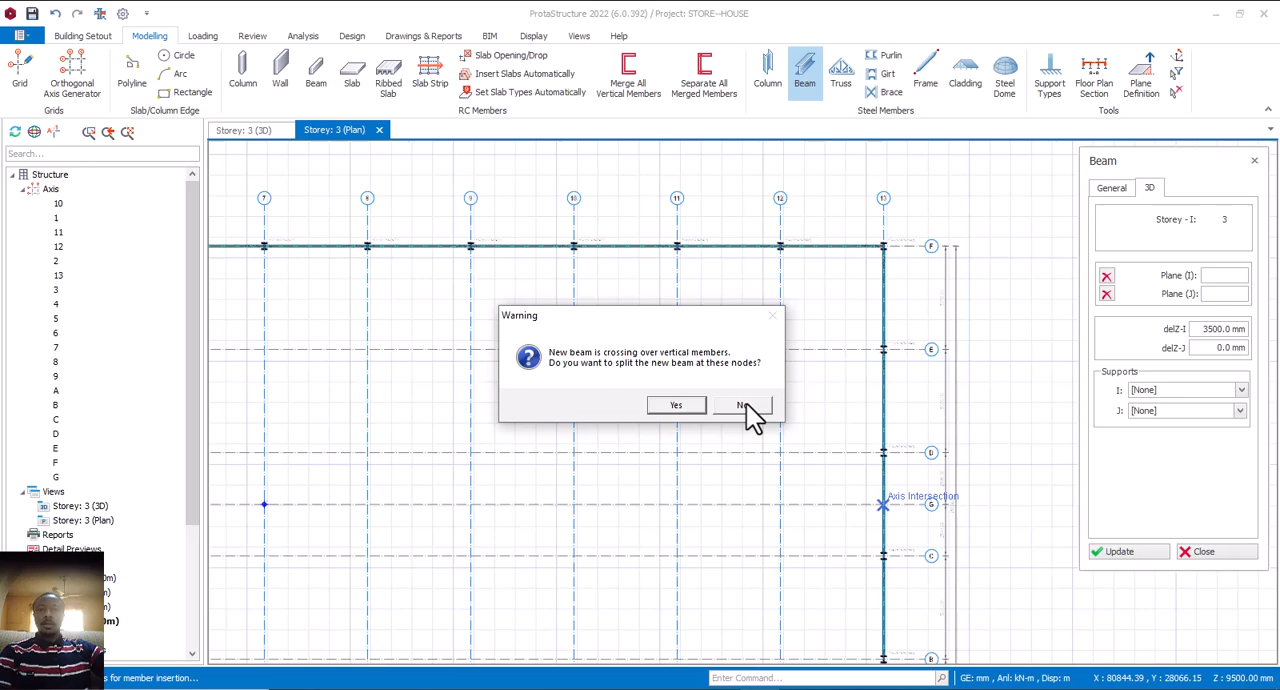 ProtaStructure 2022 (6.0.392) / Project: STORE--HOUSE
Building Setout Modelling Loading Review Analysis Design Drawings & Reports BIM Display Views Help
Grid
Orthogonal
Axis Generator
Grids
Polyline
Circle
Arc
Rectangle
Slab/Column Edge
Column
Wall
Beam
Slab
Ribbed
Slab
Slab Strip
Slab Opening/Drop
Insert Slabs Automatically
Set Slab Types Automatically
Merge All
Vertical Members
Separate All
Merged Members
RC Members
Column
Beam
Truss
Purlin
Girt
Brace
Frame
Cladding
Steel
Dome
Steel Members
Support
Types
Floor Plan
Section
Plane
Definition
Tools
Search...
Structure
Axis
10
1
11
12
2
13
3
4
5
6
7
8
9
A
B
C
D
E
F
G
Views
Storey: 3 (3D)
Storey: 3 (Plan)
Reports
Detail Previews
Storey: 3 (3D)
Storey: 3 (Plan)
7 8 9 10 11 12 13
F
E
D
G
C
B
Axis Intersection
Warning
New beam is crossing over vertical members.
Do you want to split the new beam at these nodes?
Yes
Beam
General 3D
Storey - I: 3
Plane (I):
Plane (J):
delZ-I 3500.0 mm
delZ-J 0.0 mm
Supports
I: [None]
J: [None]
Update
Close
s for member insertion...
Enter Command...
GE: mm , Anl: kN-m , Disp: m
X : 80844.39 , Y : 28066.15
Z : 9500.00 mm